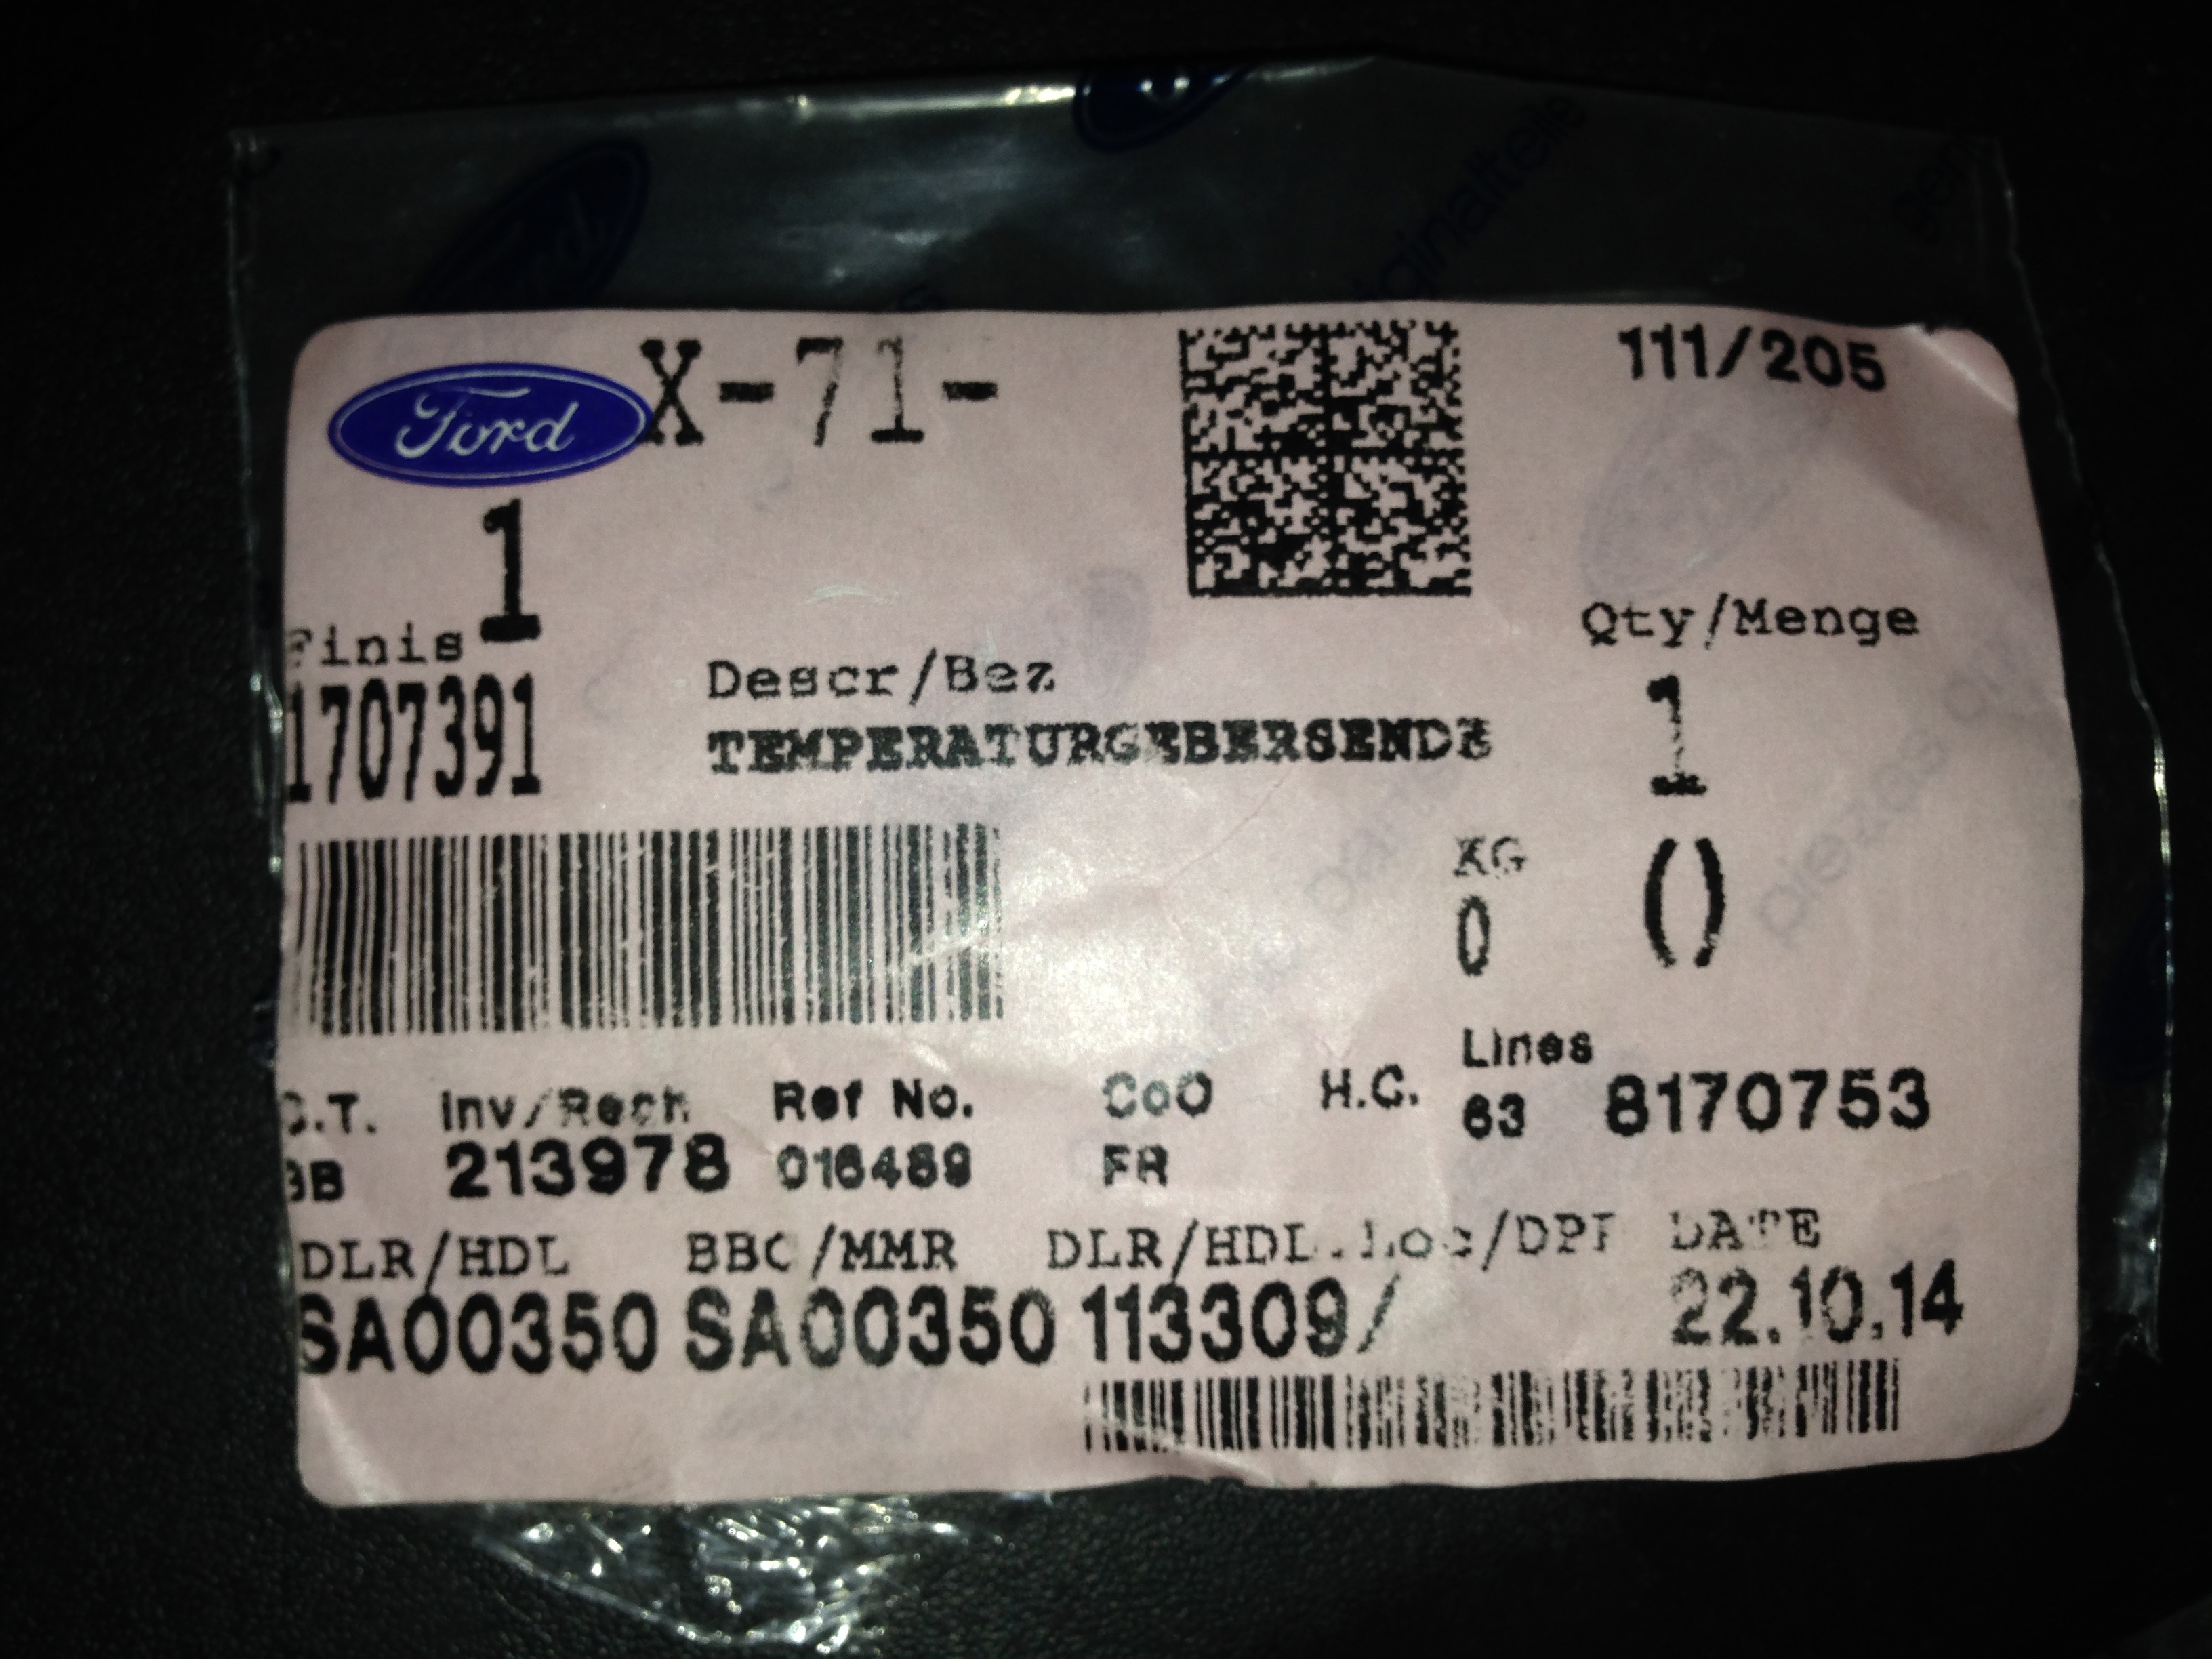 Ford X-71- 111/205
1
Finis Descr/Bez Qty/Menge
1707391 TEMPERATURGEBERSENDE 1
KG ()
0
Lines
C.T. Inv/Rech Ref No. CoO H.C. 63 8170753
213978 016489 FR
DLR/HDL BBC/MMR DLR/HDL.Loc/DPF DATE
SA00350 SA00350 113309/ 22.10.14